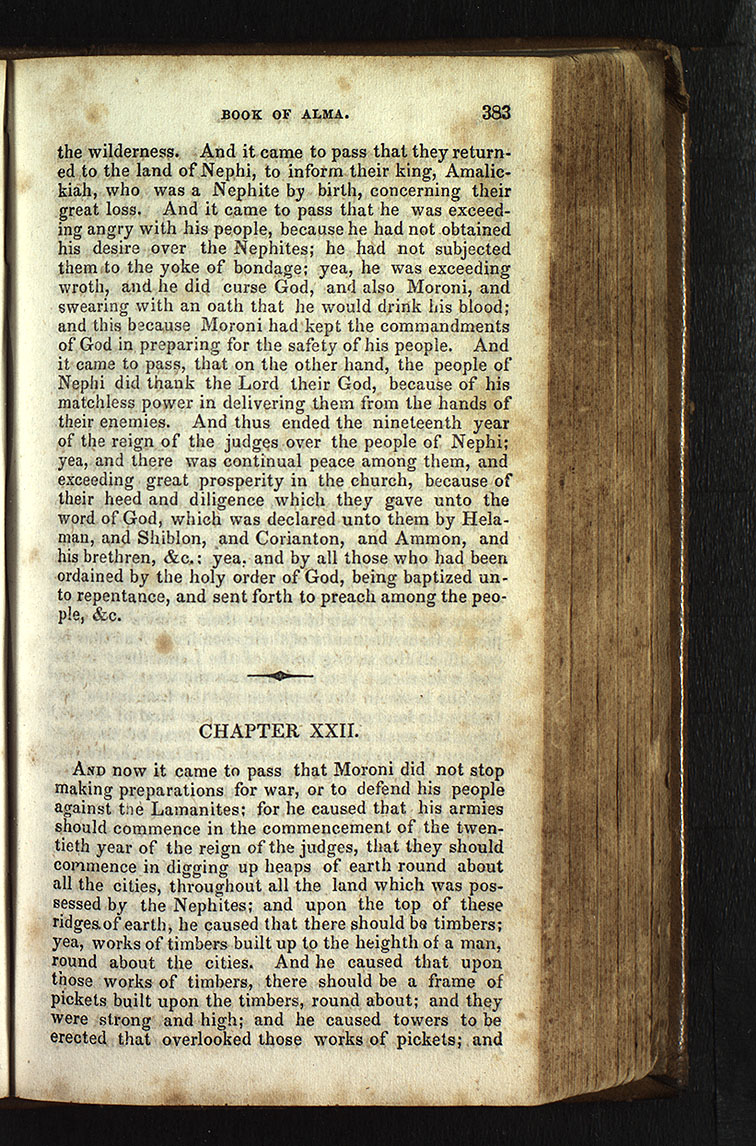 BOOK OF ALMA. 383
the wilderness. And it came to pass that they return-
ed to the land of Nephi, to inform their king, Amalic-
kiah, who was a Nephite by birth, concerning their
great loss. And it came to pass that he was exceed-
ing angry with his people, because he had not obtained
his desire over the Nephites; he had not subjected
them to the yoke of bondage; yea, he was exceeding
wroth, and he did curse God, and also Moroni, and
swearing with an oath that he would drink his blood;
and this because Moroni had kept the commandments
of God in preparing for the safety of his people. And
it came to pass, that on the other hand, the people of
Nephi did thank the Lord their God, because of his
matchless power in delivering them from the hands of
their enemies. And thus ended the nineteenth year
of the reign of the judges over the people of Nephi;
yea, and there was continual peace among them, and
exceeding great prosperity in the church, because of
their heed and diligence which they gave unto the
word of God, which was declared unto them by Hela-
man, and Shiblon, and Corianton, and Ammon, and
his brethren, &c.: yea, and by all those who had been
ordained by the holy order of God, being baptized un-
to repentance, and sent forth to preach among the peo-
ple, &c.
CHAPTER XXII.
AND now it came to pass that Moroni did not stop
making preparations for war, or to defend his people
against the Lamanites; for he caused that his armies
should commence in the commencement of the twen-
tieth year of the reign of the judges, that they should
commence in digging up heaps of earth round about
all the cities, throughout all the land which was pos-
sessed by the Nephites; and upon the top of these
ridges of earth, he caused that there should be timbers;
yea, works of timbers built up to the heighth of a man,
round about the cities. And he caused that upon
those works of timbers, there should be a frame of
pickets built upon the timbers, round about; and they
were strong and high; and he caused towers to be
erected that overlooked those works of pickets; and